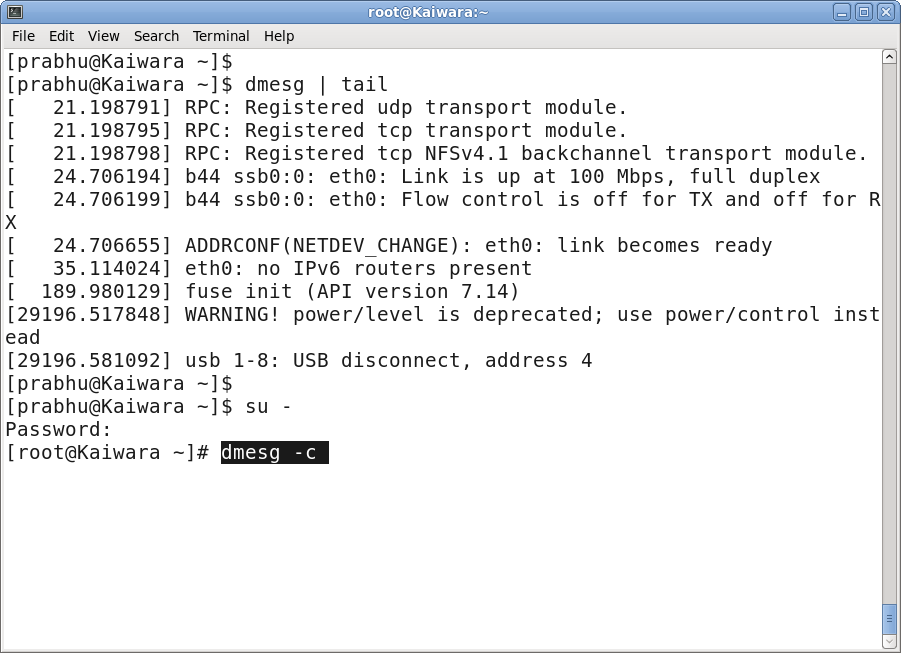 root@Kaiwara:~
File Edit View Search Terminal Help
[prabhu@Kaiwara ~]$
[prabhu@Kaiwara ~]$ dmesg | tail
[   21.198791] RPC: Registered udp transport module.
[   21.198795] RPC: Registered tcp transport module.
[   21.198798] RPC: Registered tcp NFSv4.1 backchannel transport module.
[   24.706194] b44 ssb0:0: eth0: Link is up at 100 Mbps, full duplex
[   24.706199] b44 ssb0:0: eth0: Flow control is off for TX and off for R
X
[   24.706655] ADDRCONF(NETDEV_CHANGE): eth0: link becomes ready
[   35.114024] eth0: no IPv6 routers present
[  189.980129] fuse init (API version 7.14)
[29196.517848] WARNING! power/level is deprecated; use power/control inst
ead
[29196.581092] usb 1-8: USB disconnect, address 4
[prabhu@Kaiwara ~]$
[prabhu@Kaiwara ~]$ su -
Password:
[root@Kaiwara ~]# dmesg -c